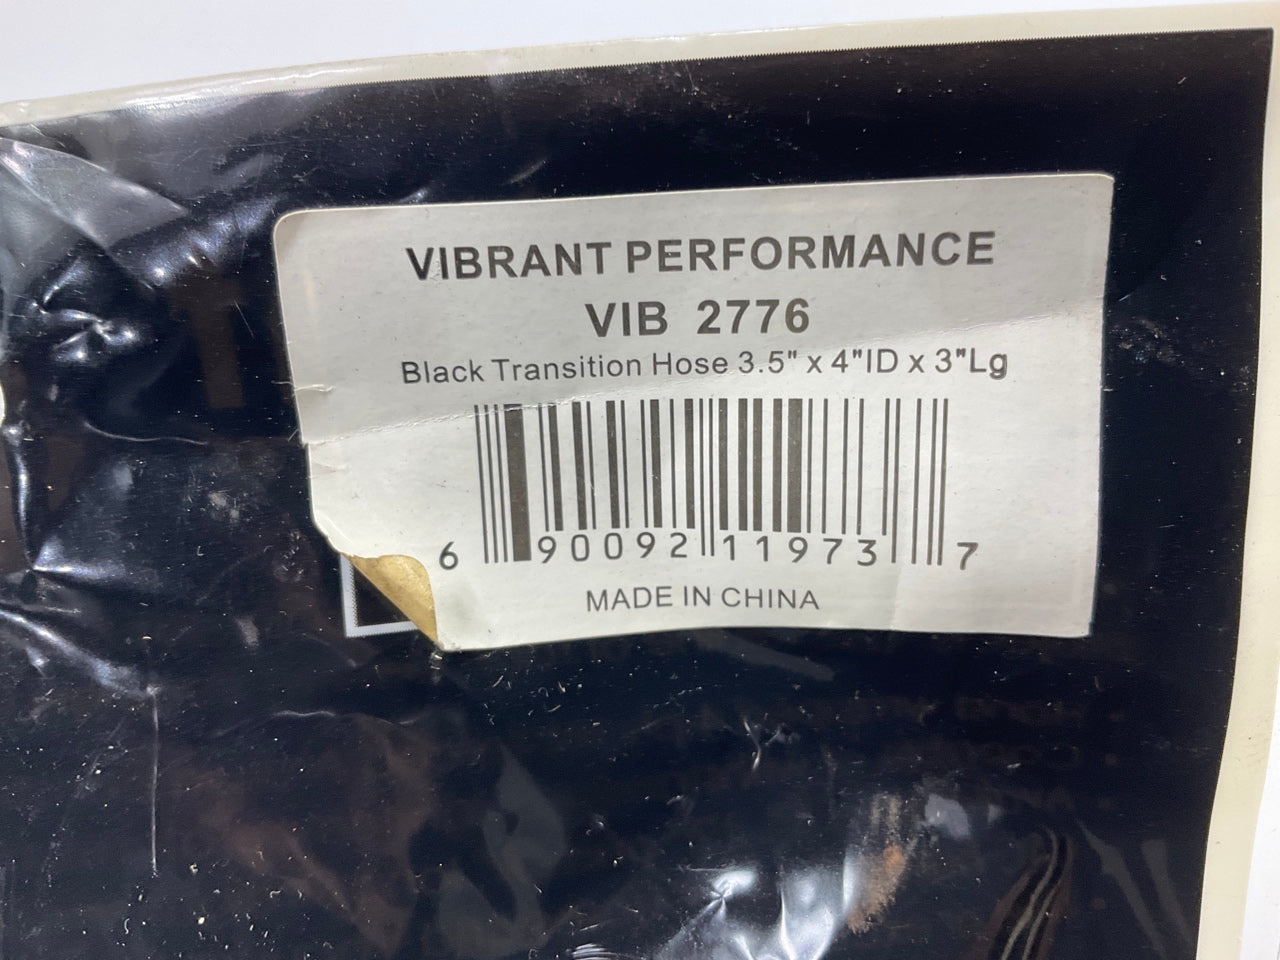 VIBRANT PERFORMANCE
VIB 2776
Black Transition Hose 3.5" x 4"ID x 3"Lg
6 90092 11973 7
MADE IN CHINA